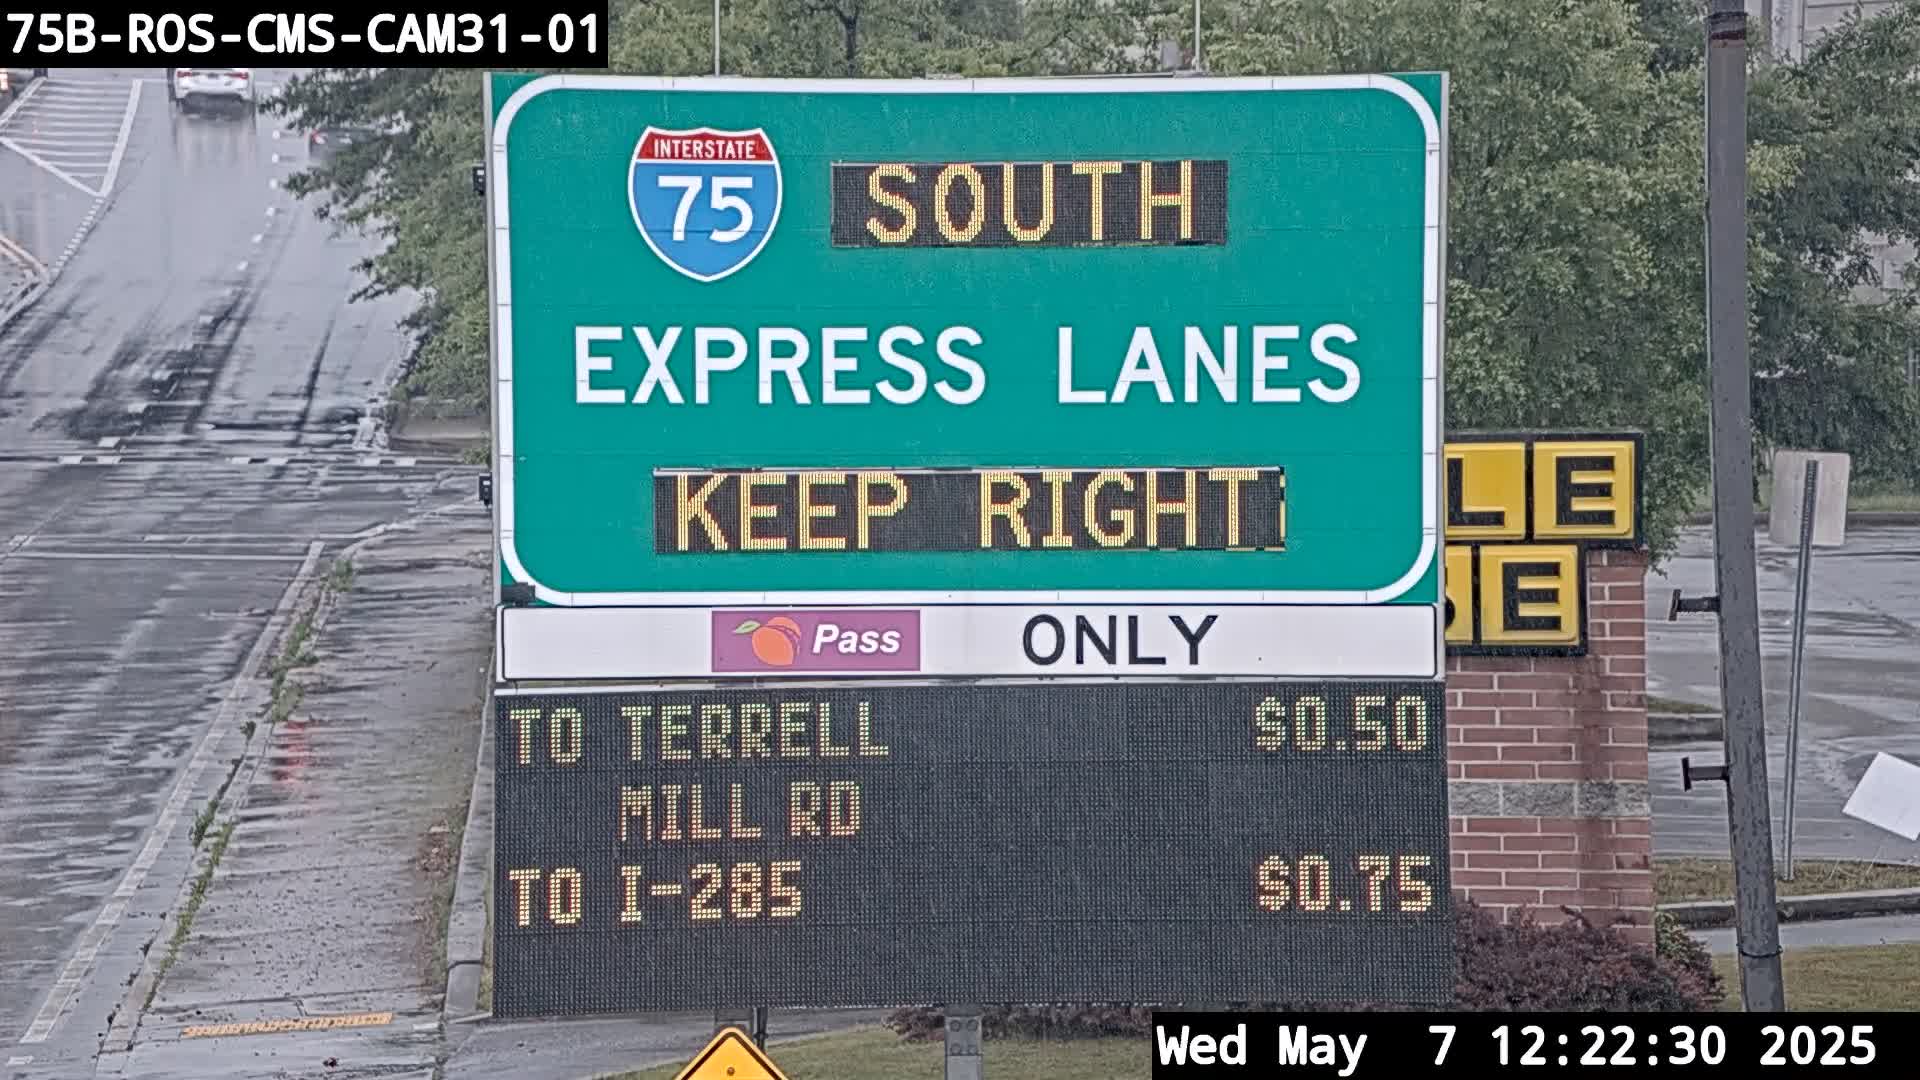 75B-ROS-CMS-CAM31-01
INTERSTATE
75
SOUTH
EXPRESS LANES
KEEP RIGHT
Pass ONLY
TO TERRELL $0.50
MILL RD
TO I-285 $0.75
LE
E
Wed May 7 12:22:30 2025